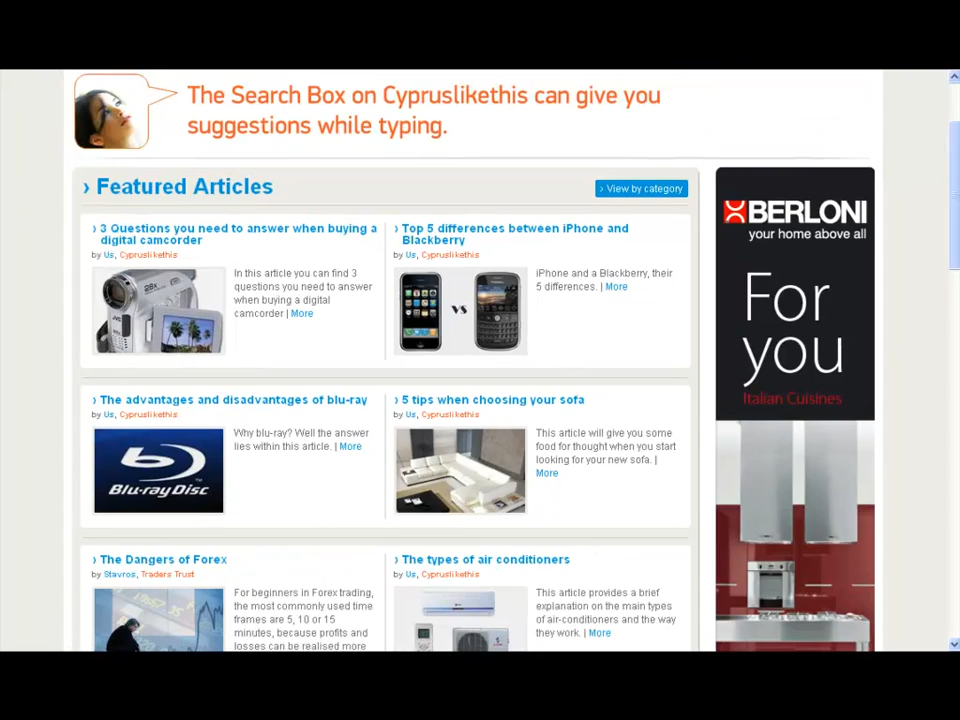 The Search Box on Cypruslikethis can give you
suggestions while typing.
› Featured Articles
› View by category
› 3 Questions you need to answer when buying a
digital camcorder
by Us, Cypruslikethis
In this article you can find 3
questions you need to answer
when buying a digital
camcorder | More
› Top 5 differences between iPhone and
Blackberry
by Us, Cypruslikethis
VS
iPhone and a Blackberry, their
5 differences. | More
› The advantages and disadvantages of blu-ray
by Us, Cypruslikethis
Blu-ray Disc
TM
Why blu-ray? Well the answer
lies within this article. | More
› 5 tips when choosing your sofa
by Us, Cypruslikethis
This article will give you some
food for thought when you start
looking for your new sofa. |
More
› The Dangers of Forex
by Stavros, Traders Trust
For beginners in Forex trading,
the most commonly used time
frames are 5, 10 or 15
minutes, because profits and
losses can be realised more
› The types of air conditioners
by Us, Cypruslikethis
This article provides a brief
explanation on the main types
of air-conditioners and the way
they work. | More
BERLONI
your home above all
For
you
Italian Cuisines